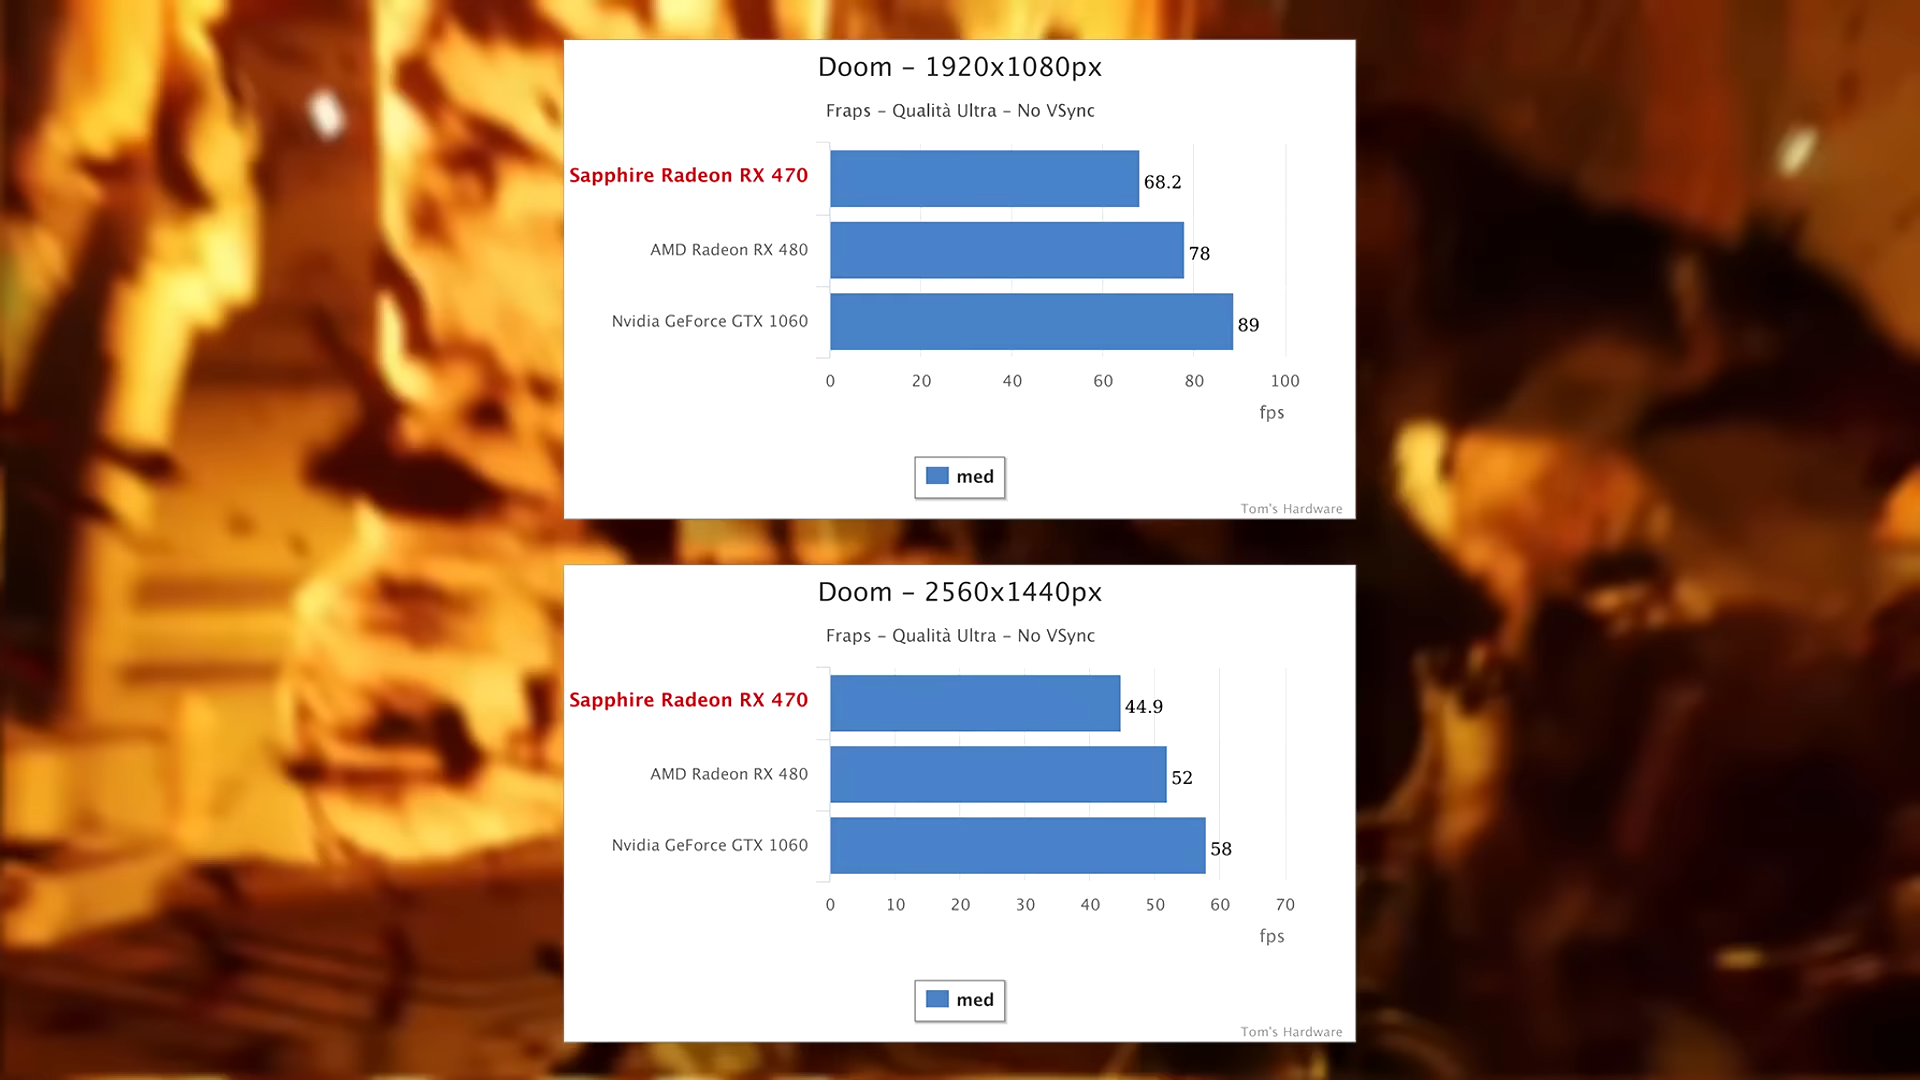 Doom – 1920x1080px
Fraps – Qualità Ultra – No VSync
Sapphire Radeon RX 470
68.2
AMD Radeon RX 480
78
Nvidia GeForce GTX 1060
89
0 20 40 60 80 100
fps
med
Tom's Hardware
Doom – 2560x1440px
Fraps – Qualità Ultra – No VSync
Sapphire Radeon RX 470
44.9
AMD Radeon RX 480
52
Nvidia GeForce GTX 1060
58
0 10 20 30 40 50 60 70
fps
med
Tom's Hardware